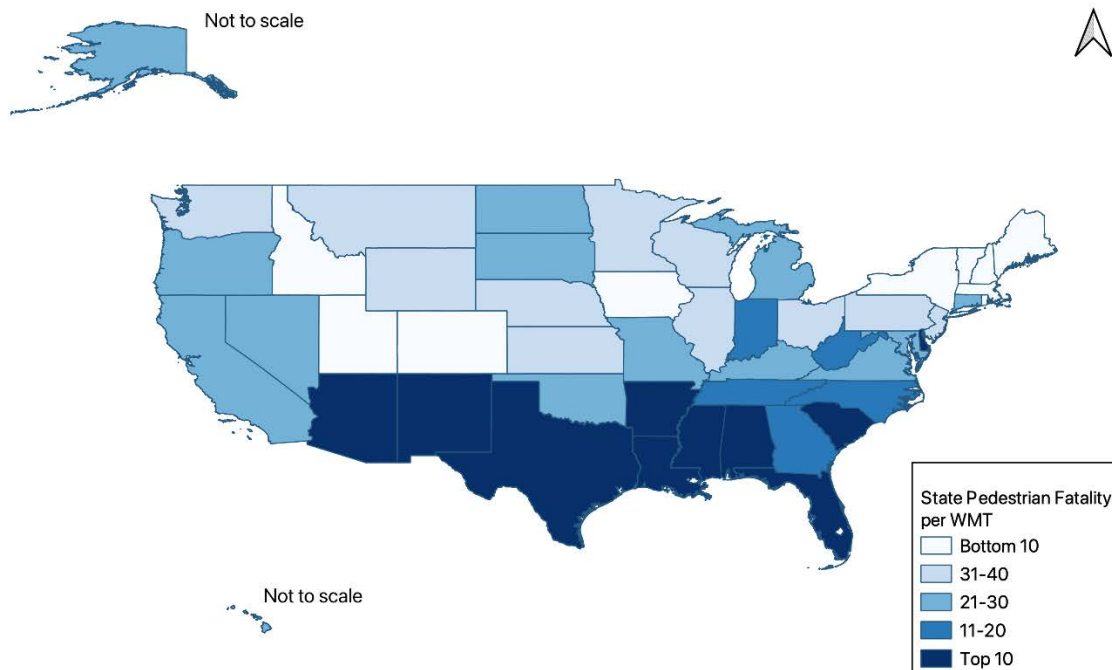 Not to scale
Not to scale
State Pedestrian Fatality
per WMT
Bottom 10
31-40
21-30
11-20
Top 10